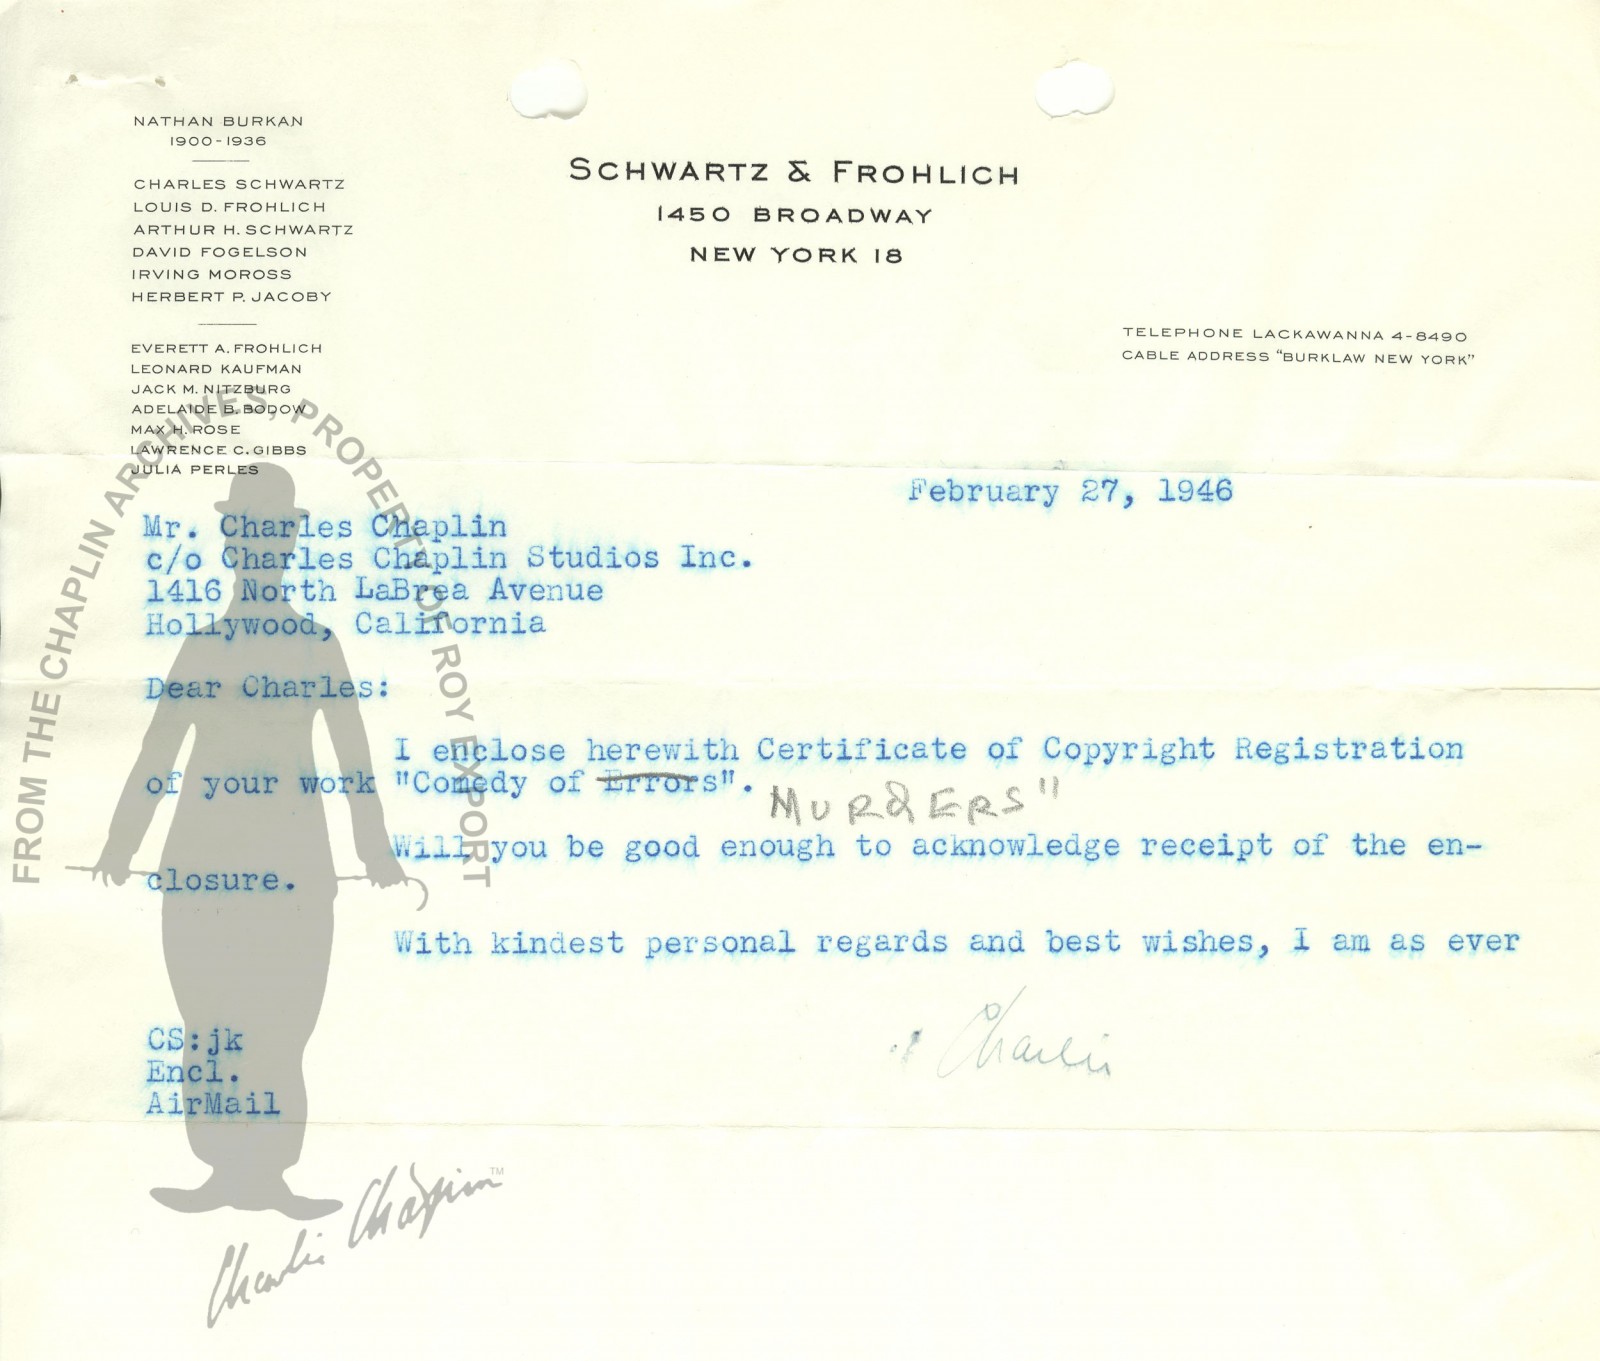 NATHAN BURKAN
1900-1936
CHARLES SCHWARTZ
LOUIS D. FROHLICH
ARTHUR H. SCHWARTZ
DAVID FOGELSON
IRVING MOROSS
HERBERT P. JACOBY
EVERETT A. FROHLICH
LEONARD KAUFMAN
JACK M. NITZBURG
ADELAIDE B. BODOW
MAX H. ROSE
LAWRENCE C. GIBBS
JULIA PERLES
SCHWARTZ & FROHLICH
1450 BROADWAY
NEW YORK 18
TELEPHONE LACKAWANNA 4-8490
CABLE ADDRESS "BURKLAW NEW YORK"
February 27, 1946
Mr. Charles Chaplin
c/o Charles Chaplin Studios Inc.
1416 North LaBrea Avenue
Hollywood, California
Dear Charles:
I enclose herewith Certificate of Copyright Registration
of your work "Comedy of Errors".
MURDERS"
Will you be good enough to acknowledge receipt of the en-
closure.
With kindest personal regards and best wishes, I am as ever
Charlie
CS:jk
Encl.
AirMail
FROM THE CHAPLIN ARCHIVES, PROPERTY OF ROY EXPORT
Charlie Chaplin TM